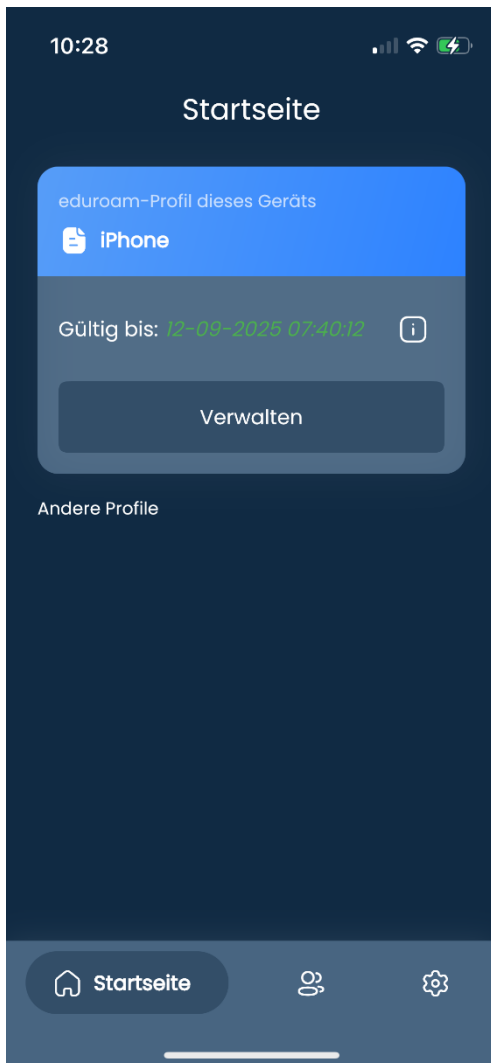 10:28
Startseite
eduroam-Profil dieses Geräts
iPhone
Gültig bis: 12-09-2025 07:40:12
Verwalten
Andere Profile
Startseite